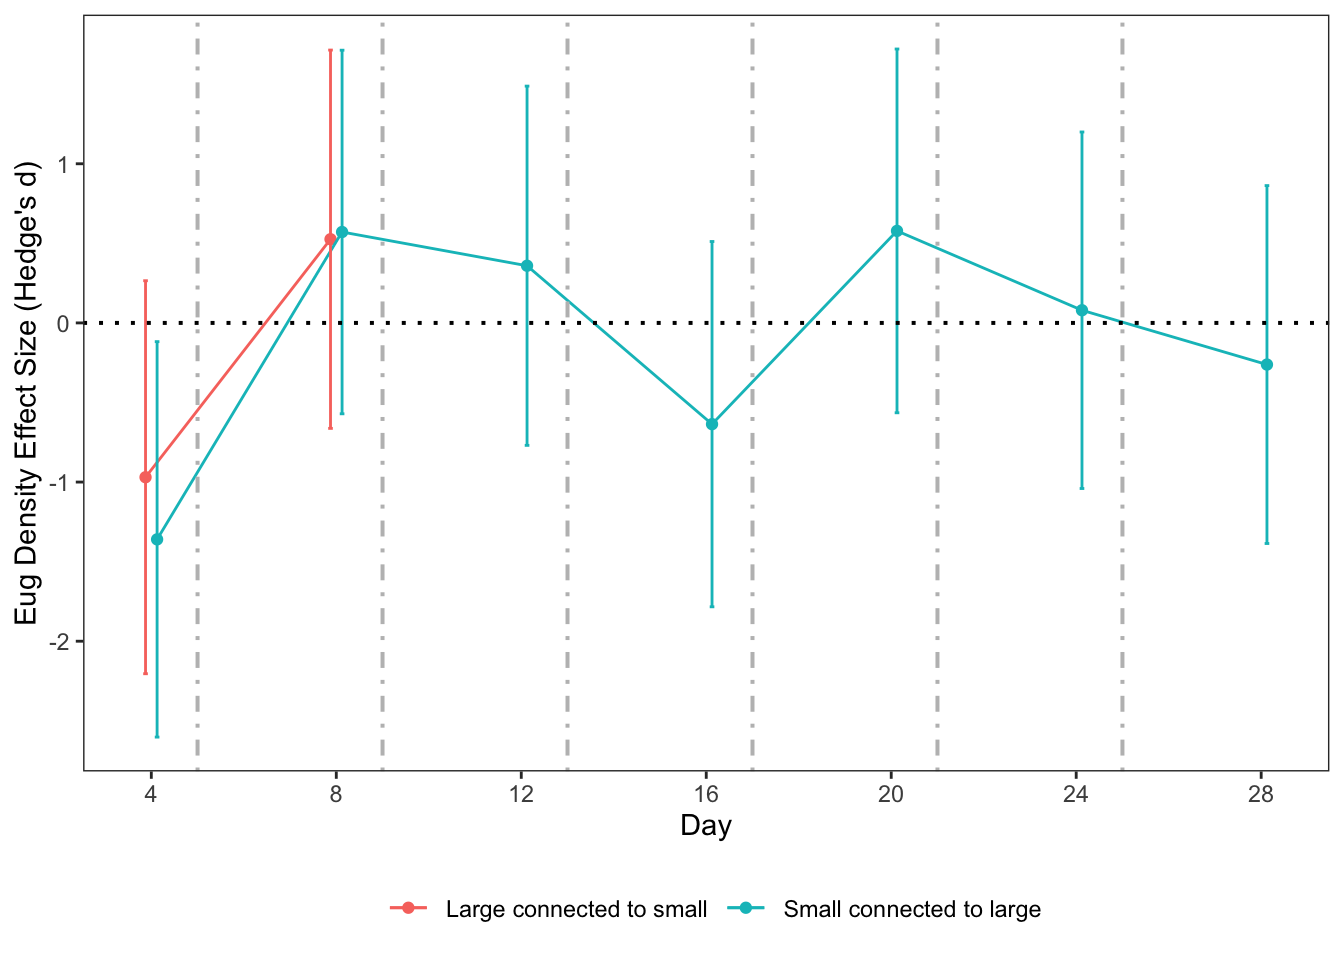 Eug Density Effect Size (Hedge's d)
1
0
-1
-2
4 8 12 16 20 24 28
Day
Large connected to small Small connected to large